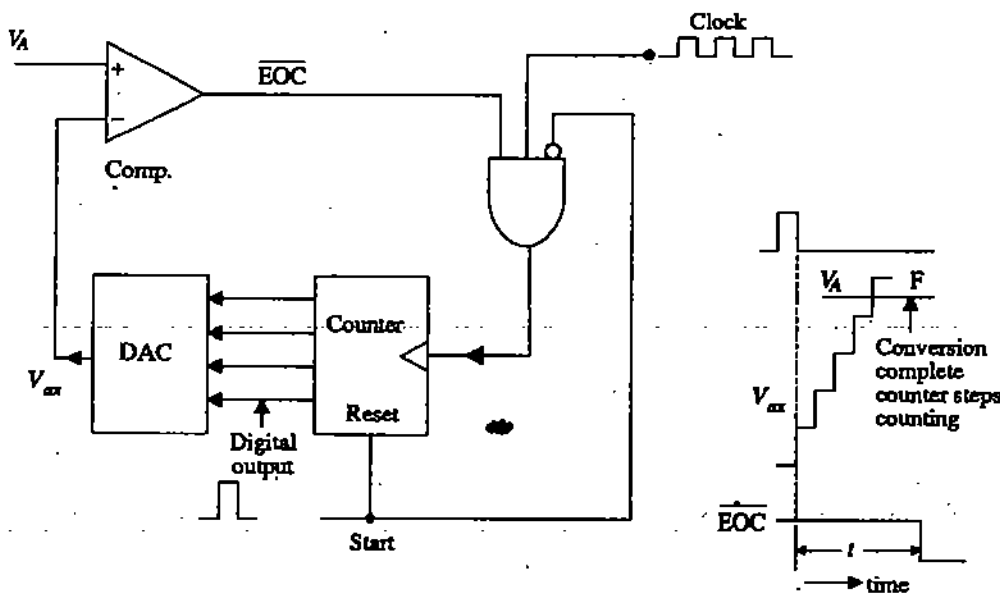 Clock
V_A
+
EOC
−
Comp.
V_A F
Counter
DAC
Conversion
complete
counter steps
counting
V_ax
V_ax
Reset
Digital
output
EOC
Start
t
time